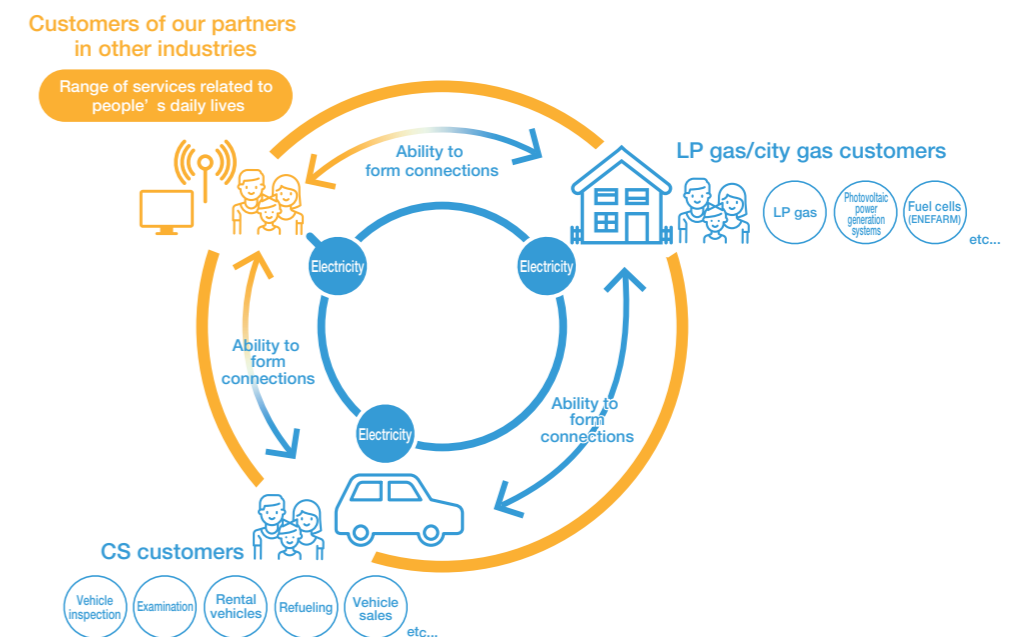 Customers of our partners
in other industries
Range of services related to
people’ s daily lives
Ability to
form connections
LP gas/city gas customers
LP gas
Photovoltaic
power
generation
systems
Fuel cells
(ENEFARM)
etc...
Electricity
Electricity
Ability to
form
connections
Ability to
form
connections
Electricity
CS customers
Vehicle
inspection
Examination
Rental
vehicles
Refueling
Vehicle
sales
etc...